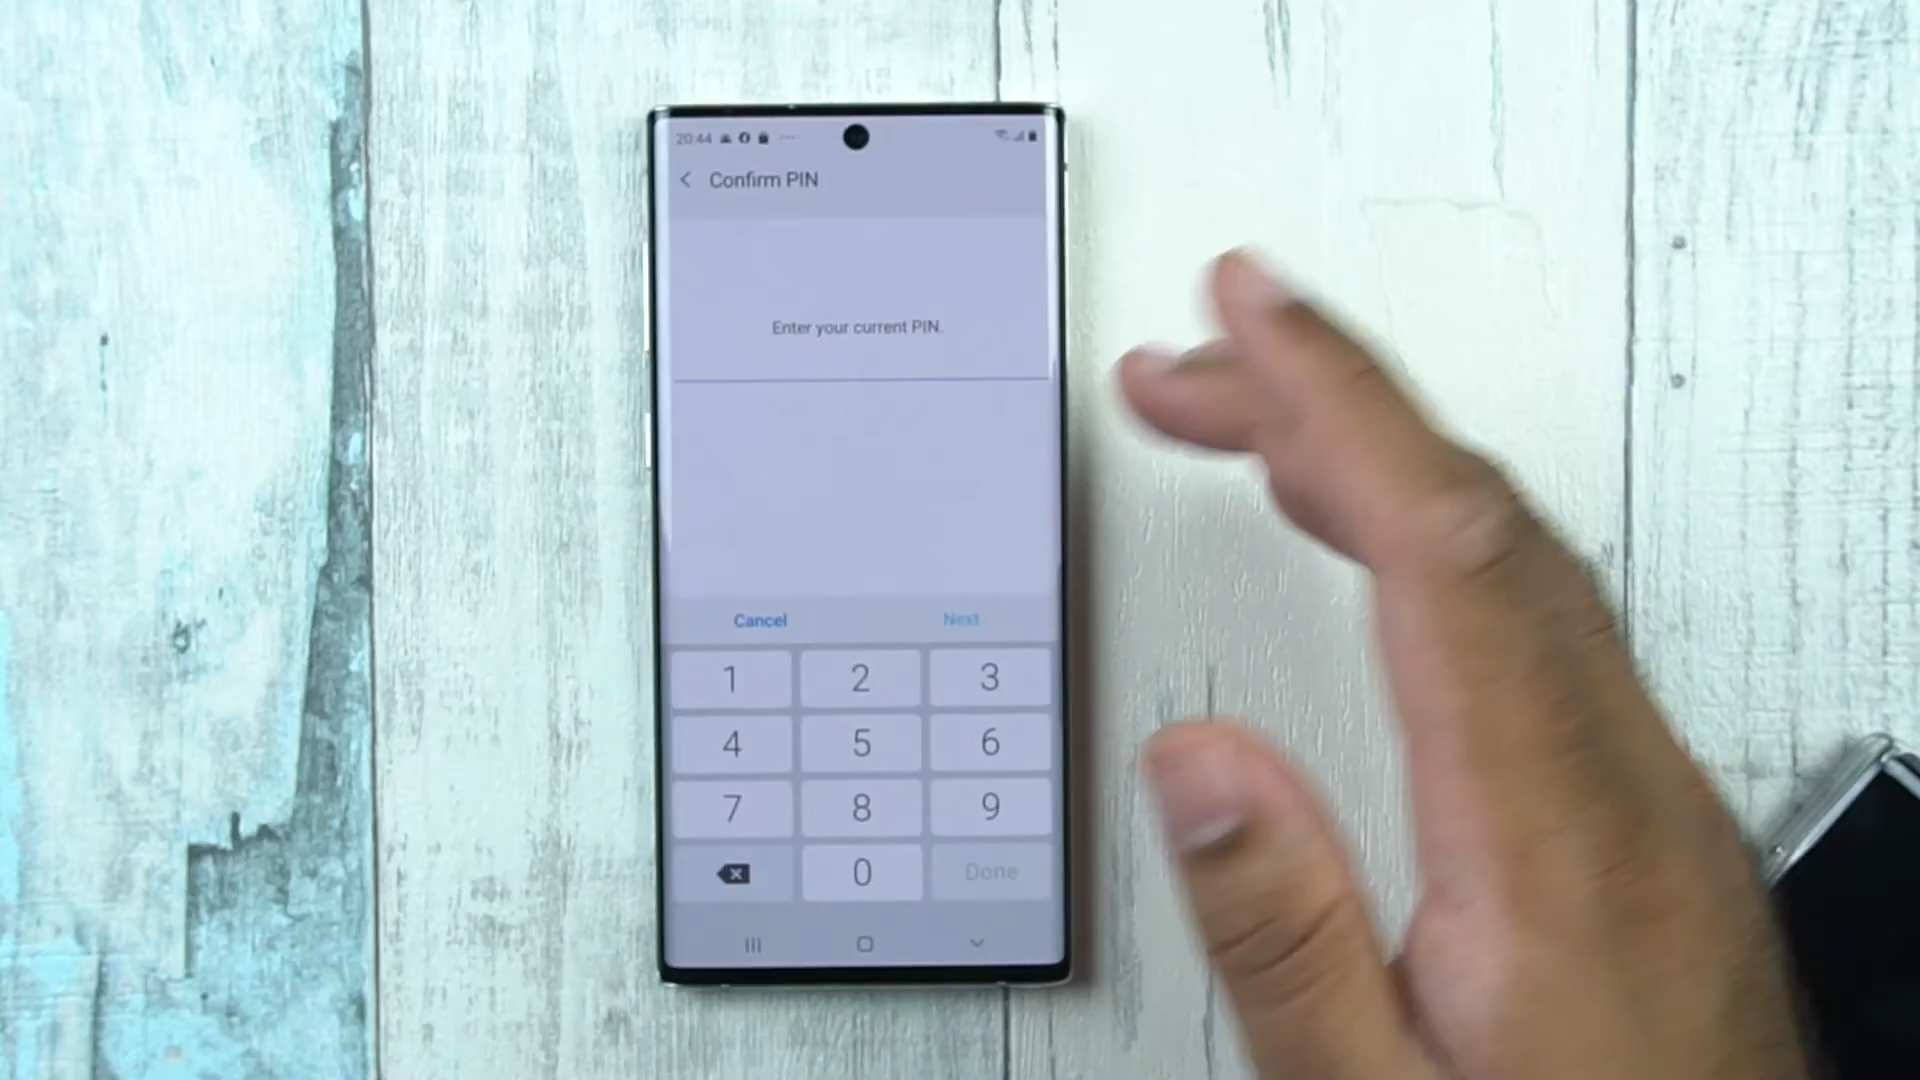 20:44
Confirm PIN
Enter your current PIN.
Cancel Next
1 2 3
4 5 6
7 8 9
0 Done